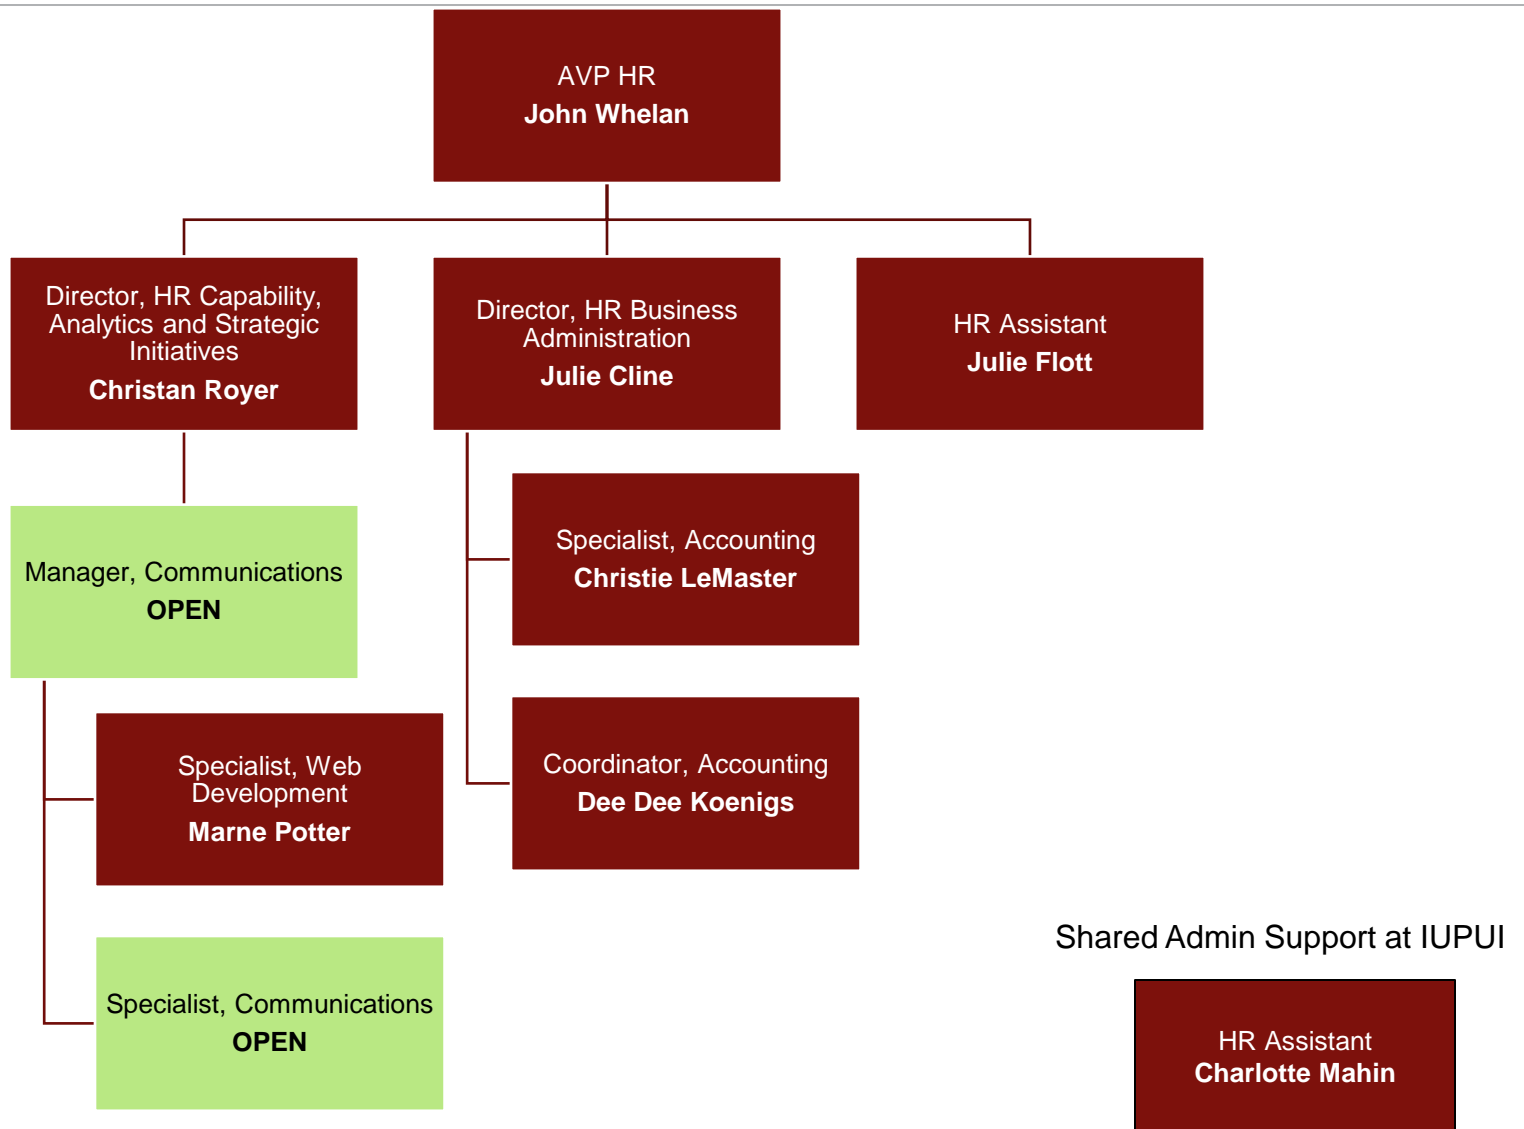 AVP HR
John Whelan
Director, HR Capability,
Analytics and Strategic
Initiatives
Christan Royer
Director, HR Business
Administration
Julie Cline
HR Assistant
Julie Flott
Manager, Communications
OPEN
Specialist, Accounting
Christie LeMaster
Specialist, Web
Development
Marne Potter
Coordinator, Accounting
Dee Dee Koenigs
Specialist, Communications
OPEN
Shared Admin Support at IUPUI
HR Assistant
Charlotte Mahin